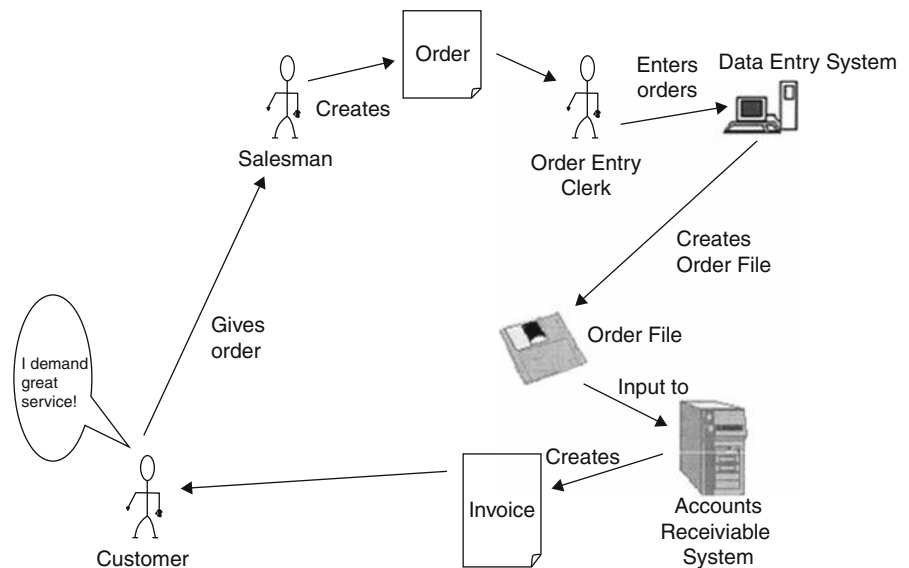 Order
Creates
Salesman
Order Entry
Clerk
Enters
orders
Data Entry System
Creates
Order File
Order File
Input to
Accounts
Receiviable
System
Creates
Invoice
Gives
order
I demand
great
service!
Customer